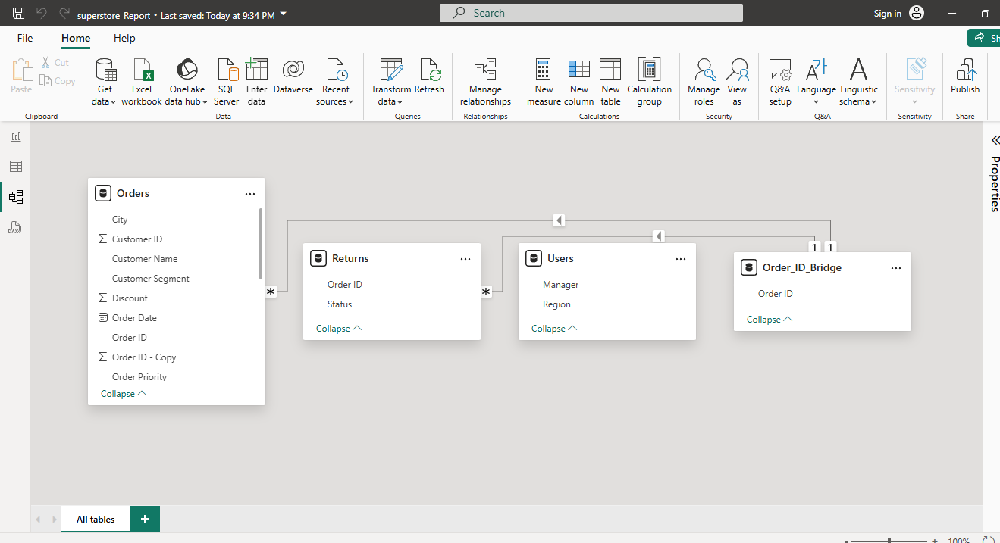 superstore_Report • Last saved: Today at 9:34 PM
Search
Sign in
File
Home
Help
Sh
Paste
Cut
Copy
Get data
Excel workbook
OneLake data hub
SQL Server
Enter data
Dataverse
Recent sources
Transform data
Refresh
Manage relationships
New measure
New column
New table
Calculation group
Manage roles
View as
Q&A setup
Language
Linguistic schema
Sensitivity
Publish
Clipboard
Data
Queries
Relationships
Calculations
Security
Q&A
Sensitivity
Share
DAX
Properties
Orders
City
Customer ID
Customer Name
Customer Segment
Discount
Order Date
Order ID
Order ID - Copy
Order Priority
Collapse
*
Returns
Order ID
Status
Collapse
*
Users
Manager
Region
Collapse
1 1
Order_ID_Bridge
Order ID
Collapse
All tables
+
- + 100%